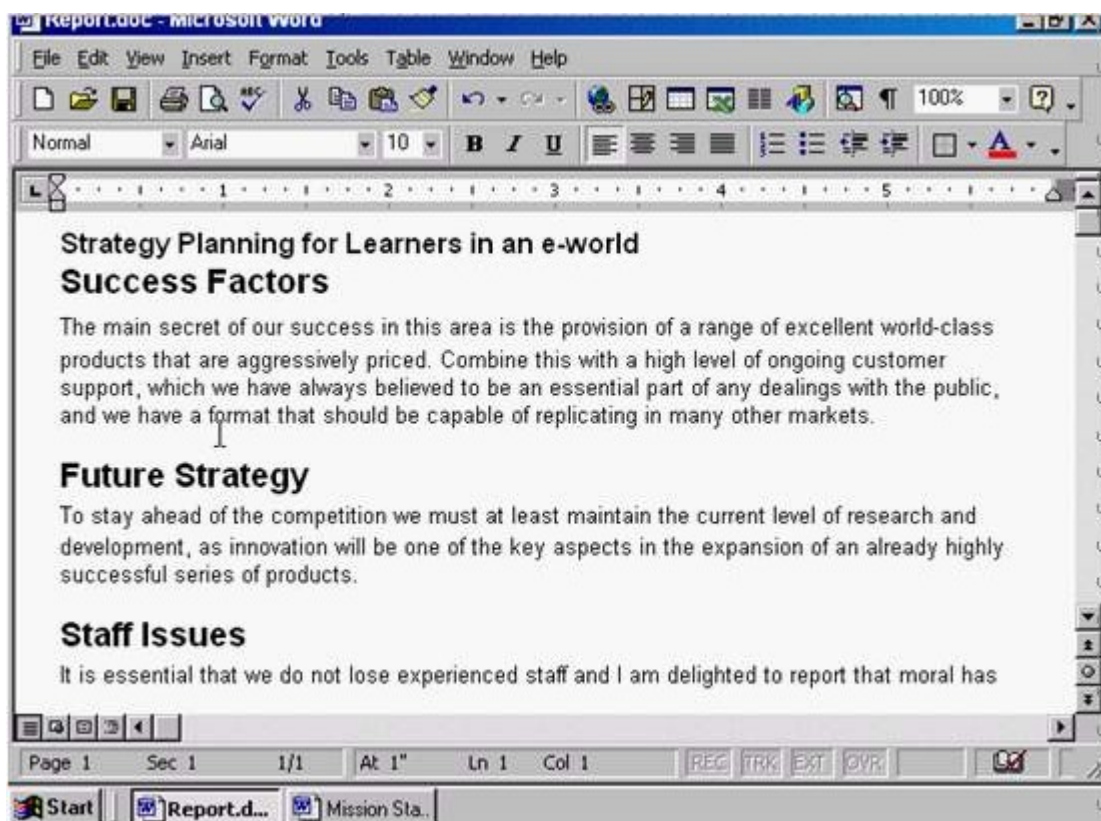 Report.doc - Microsoft Word
File Edit View Insert Format Tools Table Window Help
ABC 100%
Normal Arial 10 B I U A
1 2 3 4 5
Strategy Planning for Learners in an e-world
Success Factors
The main secret of our success in this area is the provision of a range of excellent world-class
products that are aggressively priced. Combine this with a high level of ongoing customer
support, which we have always believed to be an essential part of any dealings with the public,
and we have a format that should be capable of replicating in many other markets.
Future Strategy
To stay ahead of the competition we must at least maintain the current level of research and
development, as innovation will be one of the key aspects in the expansion of an already highly
successful series of products.
Staff Issues
It is essential that we do not lose experienced staff and I am delighted to report that moral has
Page 1 Sec 1 1/1 At 1" Ln 1 Col 1 REC TRK EXT OVR
Start Report.d... Mission Sta..